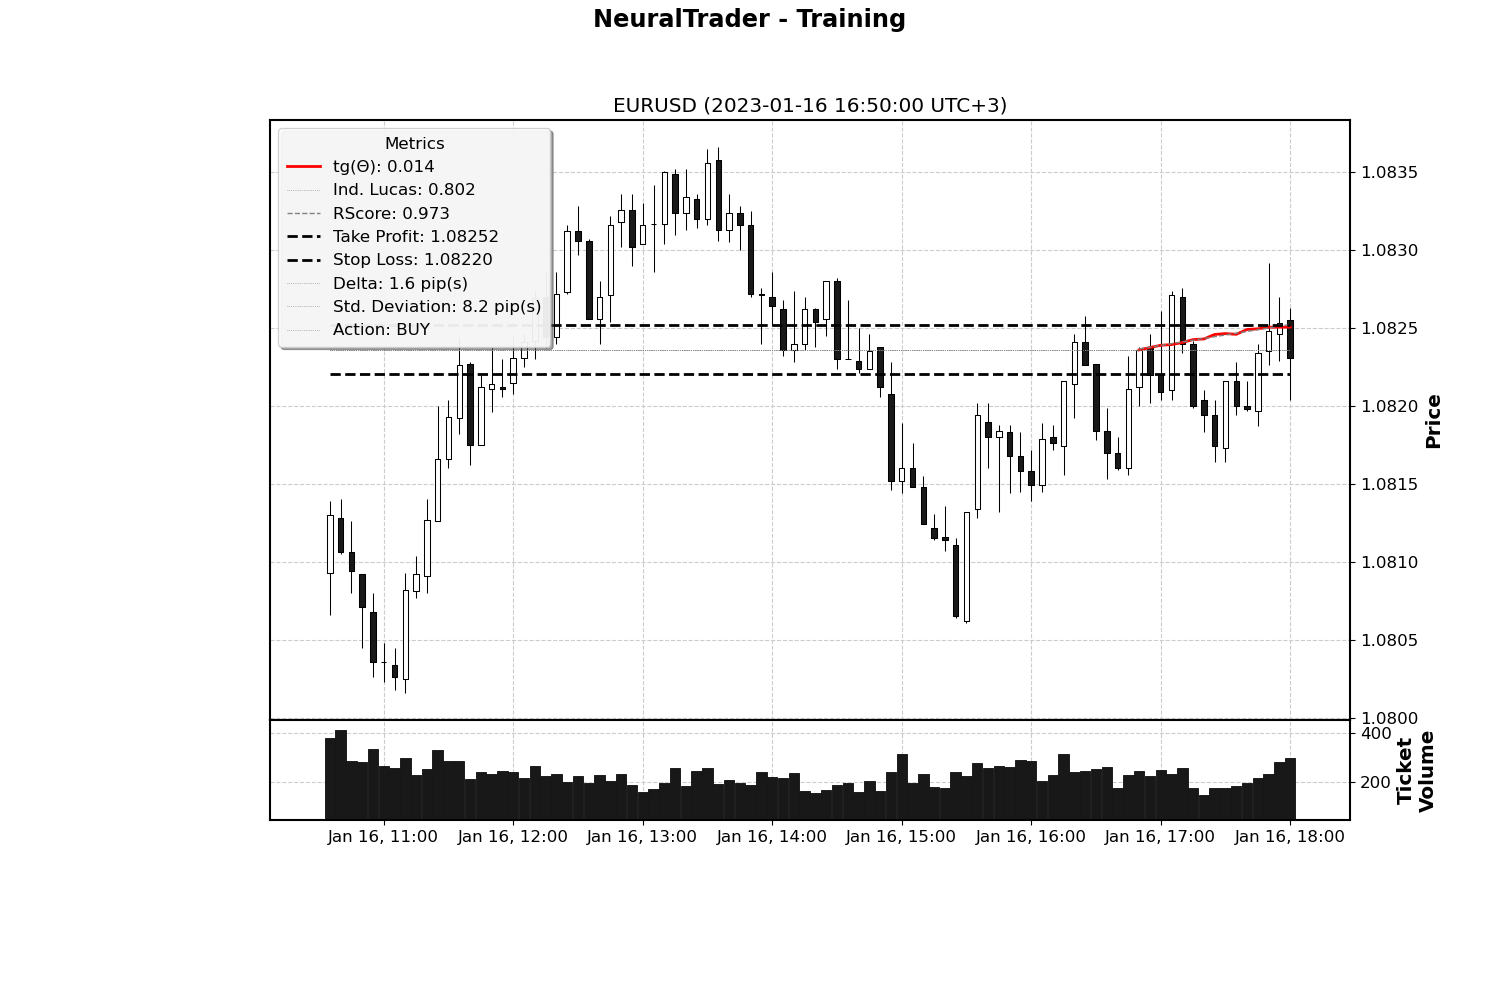 NeuralTrader - Training
EURUSD (2023-01-16 16:50:00 UTC+3)
Metrics
tg(Θ): 0.014
Ind. Lucas: 0.802
RScore: 0.973
Take Profit: 1.08252
Stop Loss: 1.08220
Delta: 1.6 pip(s)
Std. Deviation: 8.2 pip(s)
Action: BUY
1.0835
1.0830
1.0825
1.0820
1.0815
1.0810
1.0805
1.0800
Price
400
200
Ticket
Volume
Jan 16, 11:00 Jan 16, 12:00 Jan 16, 13:00 Jan 16, 14:00 Jan 16, 15:00 Jan 16, 16:00 Jan 16, 17:00 Jan 16, 18:00